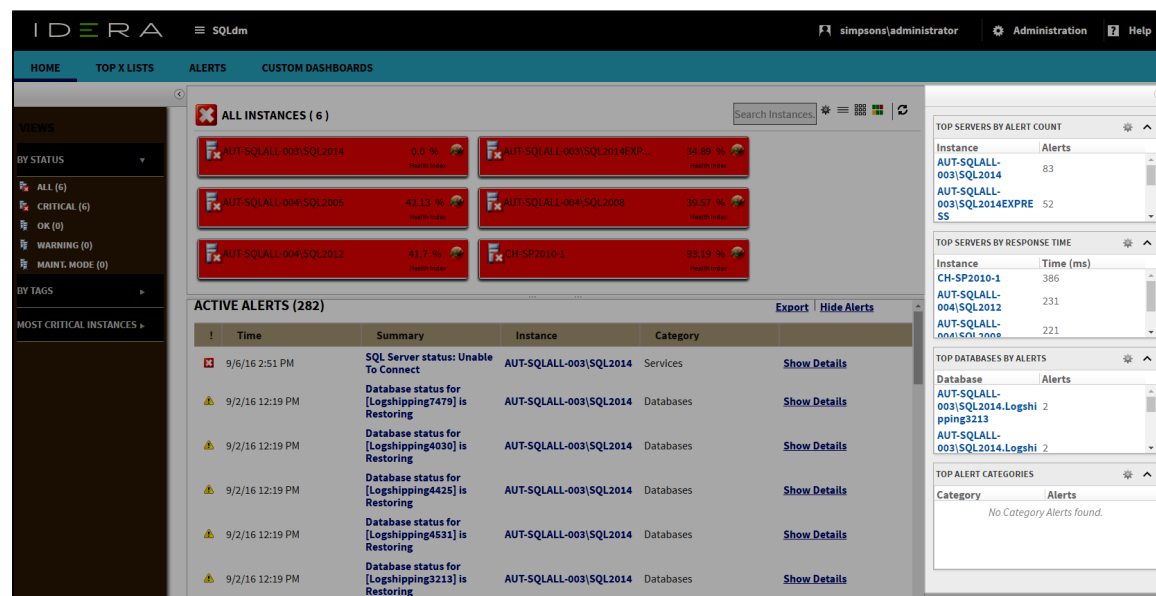 IDERA
SQLdm
simpsons\administrator
Administration
? Help
HOME
TOP X LISTS
ALERTS
CUSTOM DASHBOARDS
VIEWS
BY STATUS
ALL (6)
CRITICAL (6)
OK (0)
WARNING (0)
MAINT. MODE (0)
BY TAGS
MOST CRITICAL INSTANCES
ALL INSTANCES ( 6 )
Search Instances.
AUT-SQLALL-003\SQL2014 0.0 %
Health Index
AUT-SQLALL-003\SQL2014EXP... 34.89 %
Health Index
AUT-SQLALL-004\SQL2005 42.13 %
Health Index
AUT-SQLALL-004\SQL2008 39.57 %
Health Index
AUT-SQLALL-004\SQL2012 41.7 %
Health Index
CH-SP2010-1 93.19 %
Health Index
ACTIVE ALERTS (282)
Export Hide Alerts
! Time Summary Instance Category
9/6/16 2:51 PM SQL Server status: Unable To Connect AUT-SQLALL-003\SQL2014 Services Show Details
9/2/16 12:19 PM Database status for [Logshipping7479] is Restoring AUT-SQLALL-003\SQL2014 Databases Show Details
9/2/16 12:19 PM Database status for [Logshipping4030] is Restoring AUT-SQLALL-003\SQL2014 Databases Show Details
9/2/16 12:19 PM Database status for [Logshipping4425] is Restoring AUT-SQLALL-003\SQL2014 Databases Show Details
9/2/16 12:19 PM Database status for [Logshipping4531] is Restoring AUT-SQLALL-003\SQL2014 Databases Show Details
9/2/16 12:19 PM Database status for [Logshipping3213] is Restoring AUT-SQLALL-003\SQL2014 Databases Show Details
TOP SERVERS BY ALERT COUNT
Instance Alerts
AUT-SQLALL-
003\SQL2014 83
AUT-SQLALL-
003\SQL2014EXPRE 52
SS
TOP SERVERS BY RESPONSE TIME
Instance Time (ms)
CH-SP2010-1 386
AUT-SQLALL-
004\SQL2012 231
AUT-SQLALL-
004\SQL2008 221
TOP DATABASES BY ALERTS
Database Alerts
AUT-SQLALL-
003\SQL2014.Logshi 2
pping3213
AUT-SQLALL-
003\SQL2014.Logshi 2
TOP ALERT CATEGORIES
Category Alerts
No Category Alerts found.